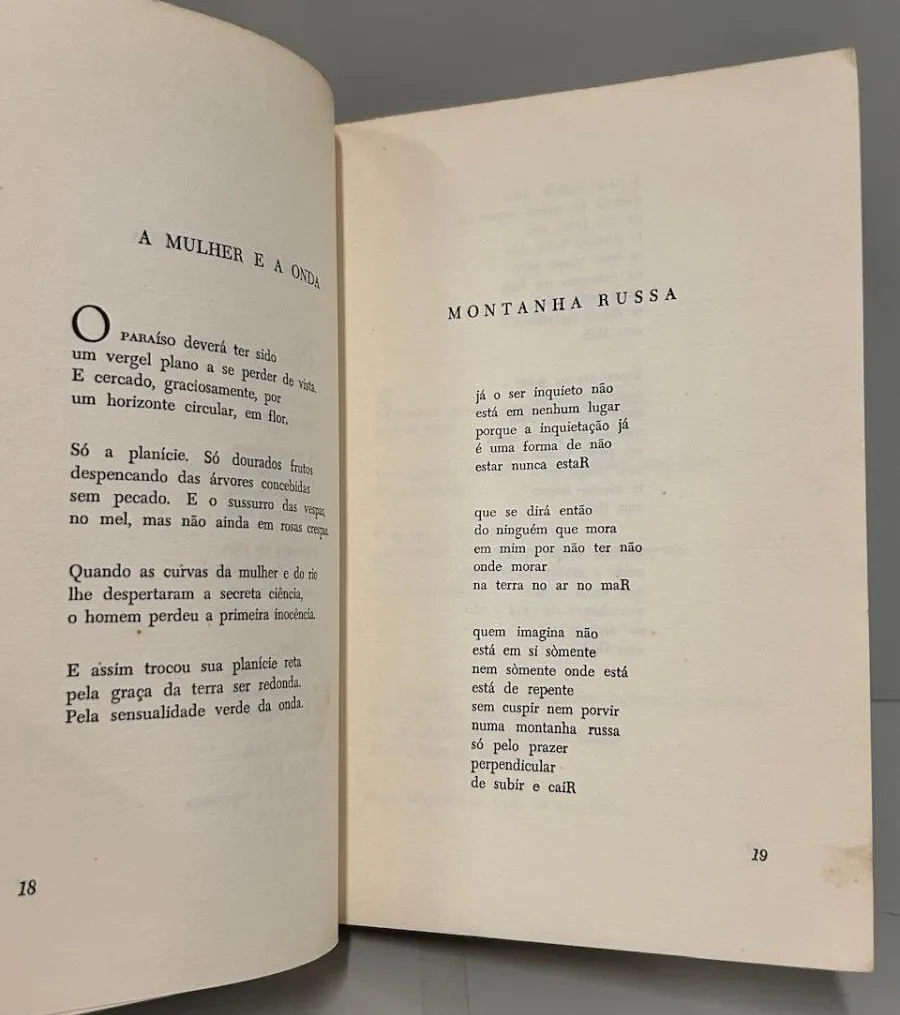 A MULHER E A ONDA
O PARAÍSO deverá ter sido
um vergel plano a se perder de vista.
E cercado, graciosamente, por
um horizonte circular, em flor.
Só a planície. Só dourados frutos
despencando das árvores concebidas
sem pecado. E o sussurro das vespas
no mel, mas não ainda em rosas crespas.
Quando as curvas da mulher e do rio
lhe despertaram a secreta ciência,
o homem perdeu a primeira inocência.
E assim trocou sua planície reta
pela graça da terra ser redonda.
Pela sensualidade verde da onda.
18
MONTANHA RUSSA
já o ser inquieto não
está em nenhum lugar
porque a inquietação já
é uma forma de não
estar nunca estaR
que se dirá então
do ninguém que mora
em mim por não ter não
onde morar
na terra no ar no maR
quem imagina não
está em si sòmente
nem sòmente onde está
está de repente
sem cuspir nem porvir
numa montanha russa
só pelo prazer
perpendicular
de subir e caiR
19